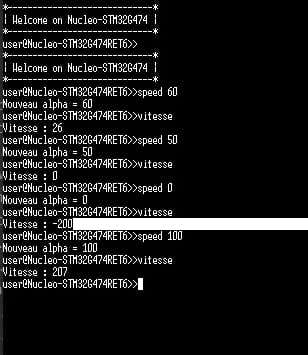 *-----------------------------*
| Welcome on Nucleo-STM32G474 |
*-----------------------------*
user@Nucleo-STM32G474RET6>>
*-----------------------------*
| Welcome on Nucleo-STM32G474 |
*-----------------------------*
user@Nucleo-STM32G474RET6>>speed 60
Nouveau alpha = 60
user@Nucleo-STM32G474RET6>>vitesse
Vitesse : 26
user@Nucleo-STM32G474RET6>>speed 50
Nouveau alpha = 50
user@Nucleo-STM32G474RET6>>vitesse
Vitesse : 0
user@Nucleo-STM32G474RET6>>speed 0
Nouveau alpha = 0
user@Nucleo-STM32G474RET6>>vitesse
Vitesse : -200
user@Nucleo-STM32G474RET6>>speed 100
Nouveau alpha = 100
user@Nucleo-STM32G474RET6>>vitesse
Vitesse : 207
user@Nucleo-STM32G474RET6>>